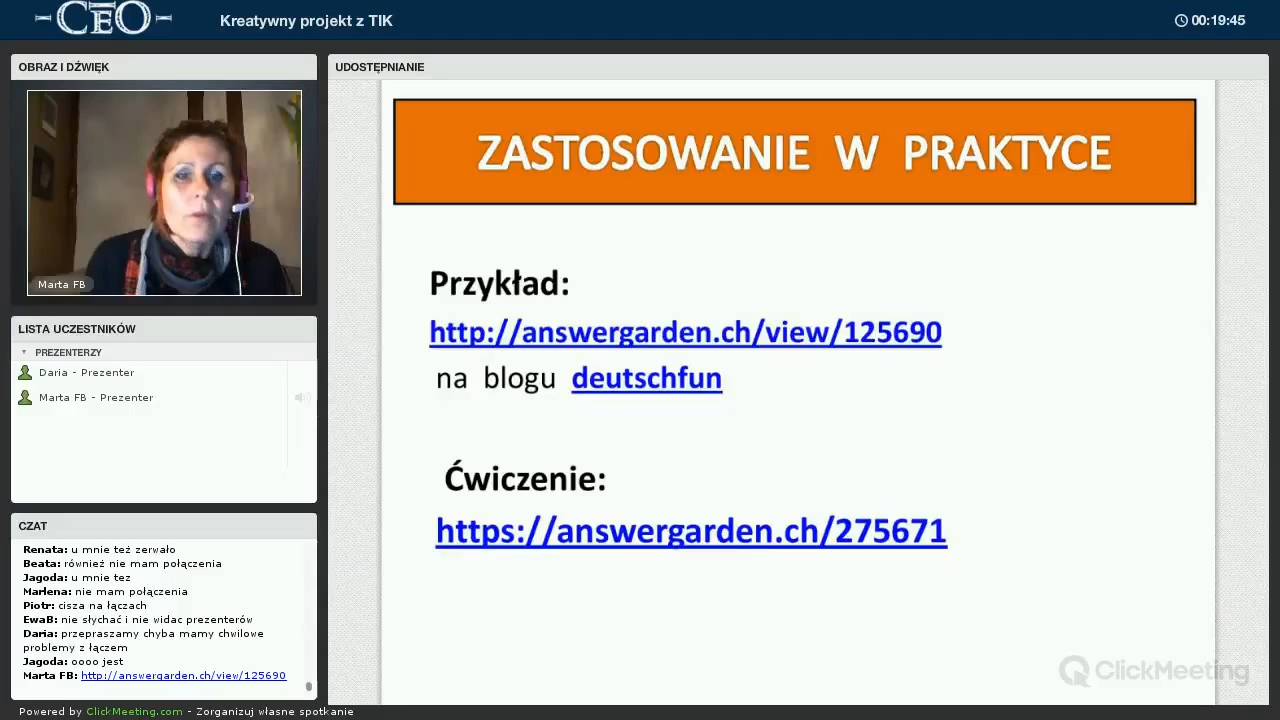 CEO
Kreatywny projekt z TIK
00:19:45
OBRAZ I DŹWIĘK
Marta FB
LISTA UCZESTNIKÓW
PREZENTERZY
Daria - Prezenter
Marta FB - Prezenter
CZAT
Renata: u mnie też zerwało
Beata: również nie mam połączenia
Jagoda: u mnie tez
Marlena: nie mam połączenia
Piotr: cisza na łączach
EwaB: nie słychać i nie widac prezenterów
Daria: przepraszamy chyba mamy chwilowe
problemy z łączem
Jagoda: oooo jest
Marta FB: http://answergarden.ch/view/125690
UDOSTĘPNIANIE
ZASTOSOWANIE W PRAKTYCE
Przykład:
http://answergarden.ch/view/125690
na blogu deutschfun
Ćwiczenie:
https://answergarden.ch/275671
ClickMeeting
Powered by ClickMeeting.com - Zorganizuj własne spotkanie